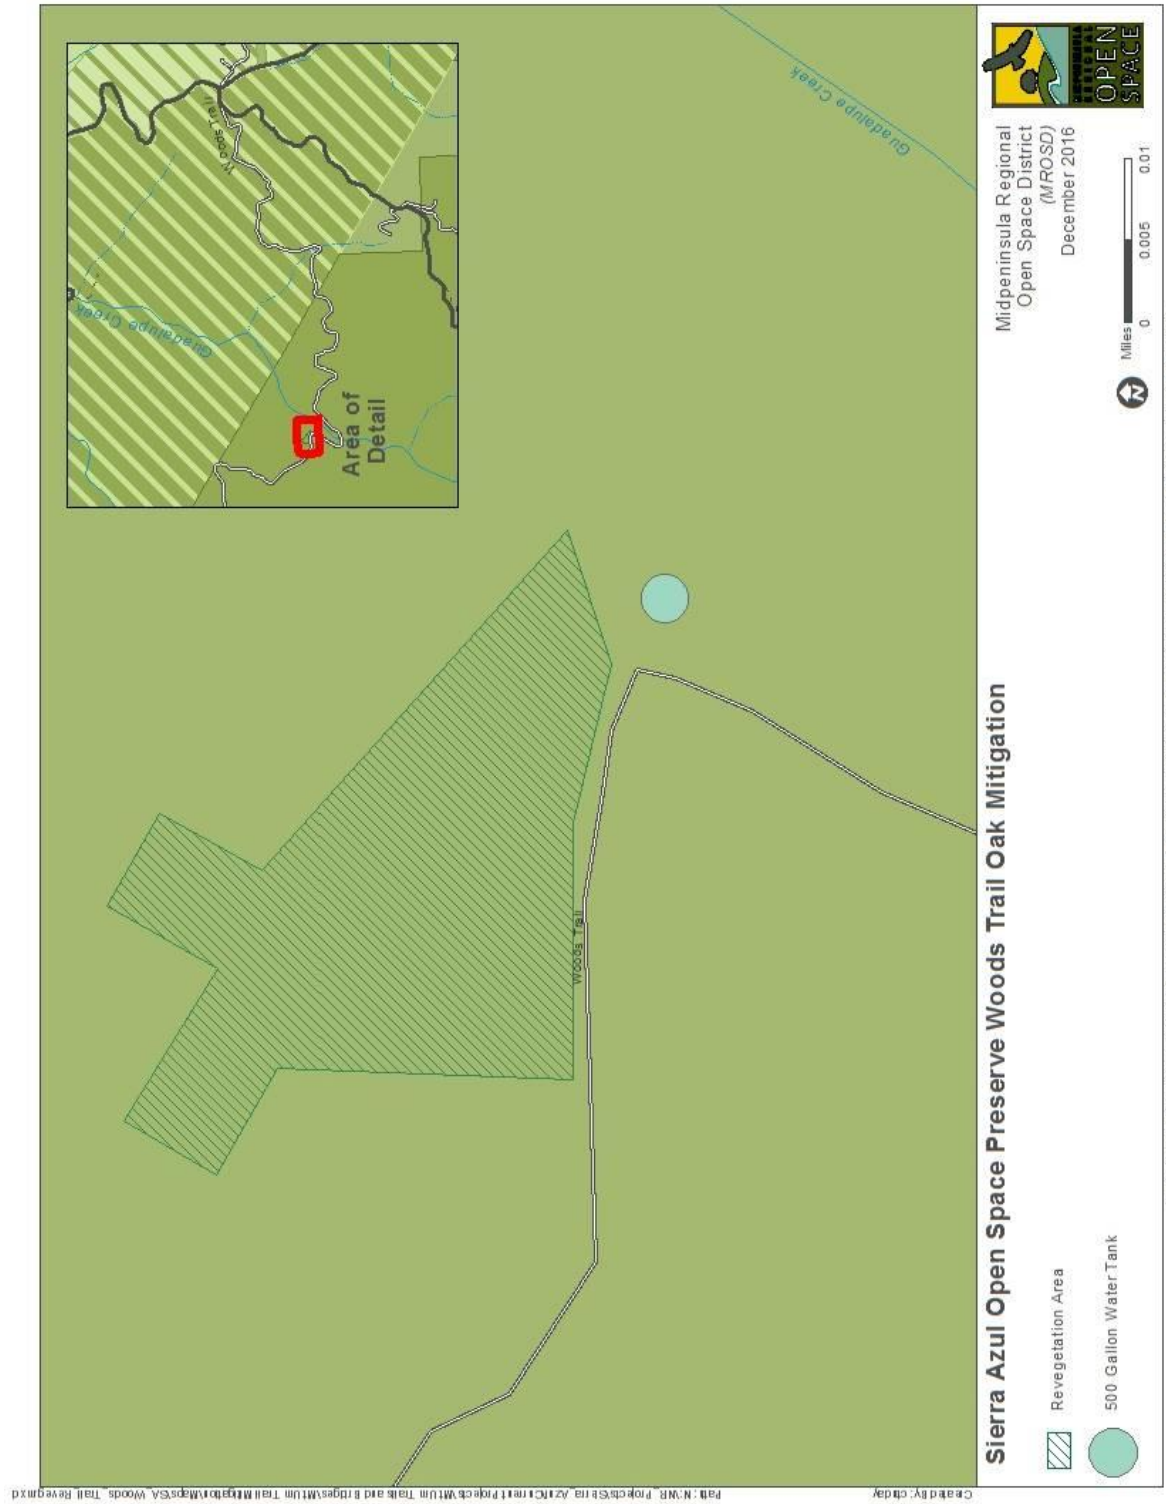 Guadalupe Creek
Woods Trail
Guadalupe Creek
Area of
Detail
Woods Trail
Sierra Azul Open Space Preserve Woods Trail Oak Mitigation
Revegetation Area
500 Gallon Water Tank
Midpeninsula Regional
Open Space District
(MROSD)
December 2016
Miles
0 0.005 0.01
N
MIDPENINSULA
REGIONAL
OPEN
SPACE
Created By: